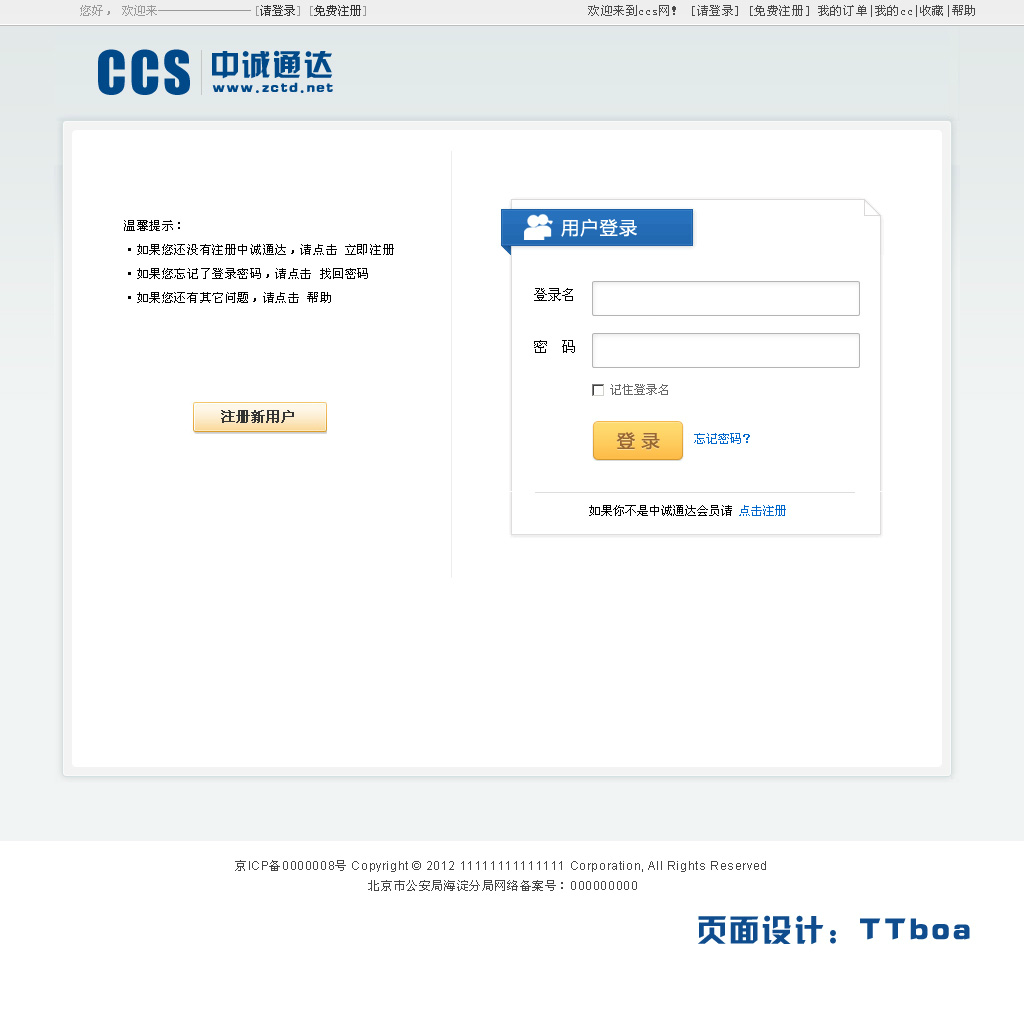 您好， 欢迎来———————— [请登录] [免费注册]
欢迎来到ccs网！ [请登录] [免费注册] 我的订单|我的cc|收藏|帮助
CCS 中诚通达
www.zctd.net
温馨提示：
·如果您还没有注册中诚通达，请点击 立即注册
·如果您忘记了登录密码，请点击 找回密码
·如果您还有其它问题，请点击 帮助
注册新用户
用户登录
登录名
密 码
记住登录名
登 录 忘记密码？
如果你不是中诚通达会员请 点击注册
京ICP备0000008号 Copyright © 2012 11111111111111 Corporation, All Rights Reserved
北京市公安局海淀分局网络备案号：000000000
页面设计：TTboa